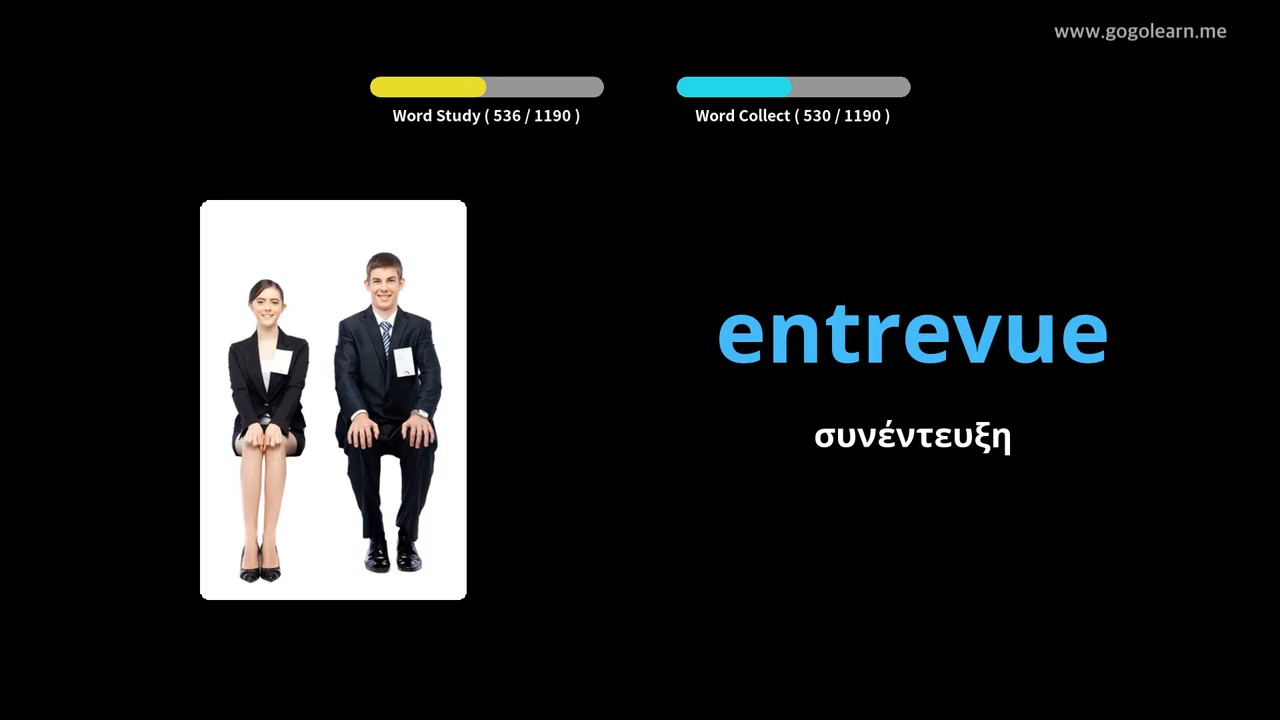 www.gogolearn.me
Word Study ( 536 / 1190 )
Word Collect ( 530 / 1190 )
entrevue
συνέντευξη